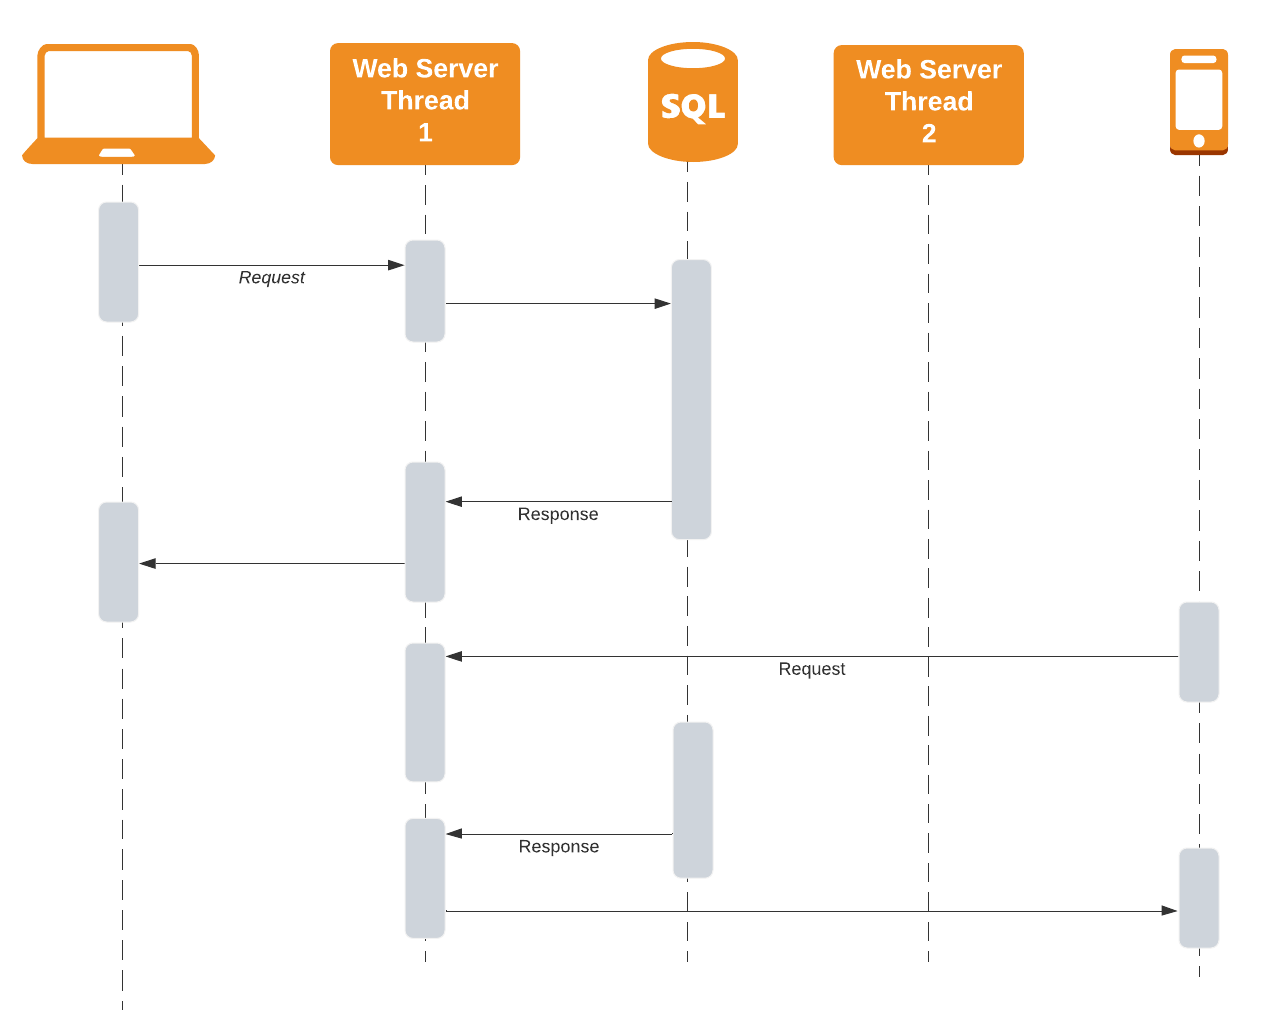 Web Server
Thread
1
SQL
Web Server
Thread
2
Request
Response
Request
Response